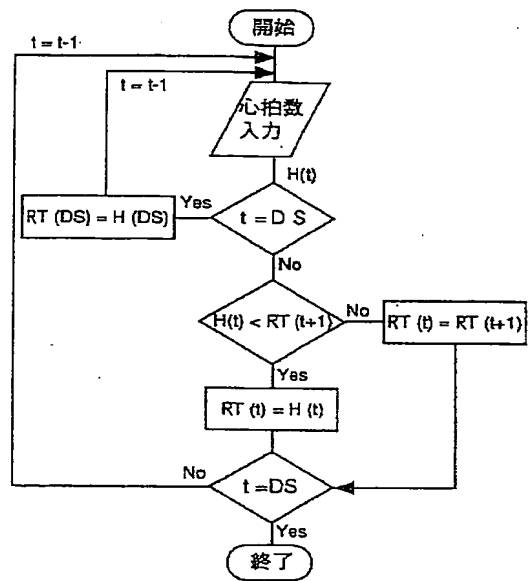 開始
t = t-1
t = t-1
心拍数
入力
H(t)
Yes
RT (DS) = H (DS)
t = D S
No
H(t) < RT (t+1)
No
RT (t) = RT (t+1)
Yes
RT (t) = H (t)
No
t =DS
Yes
終了